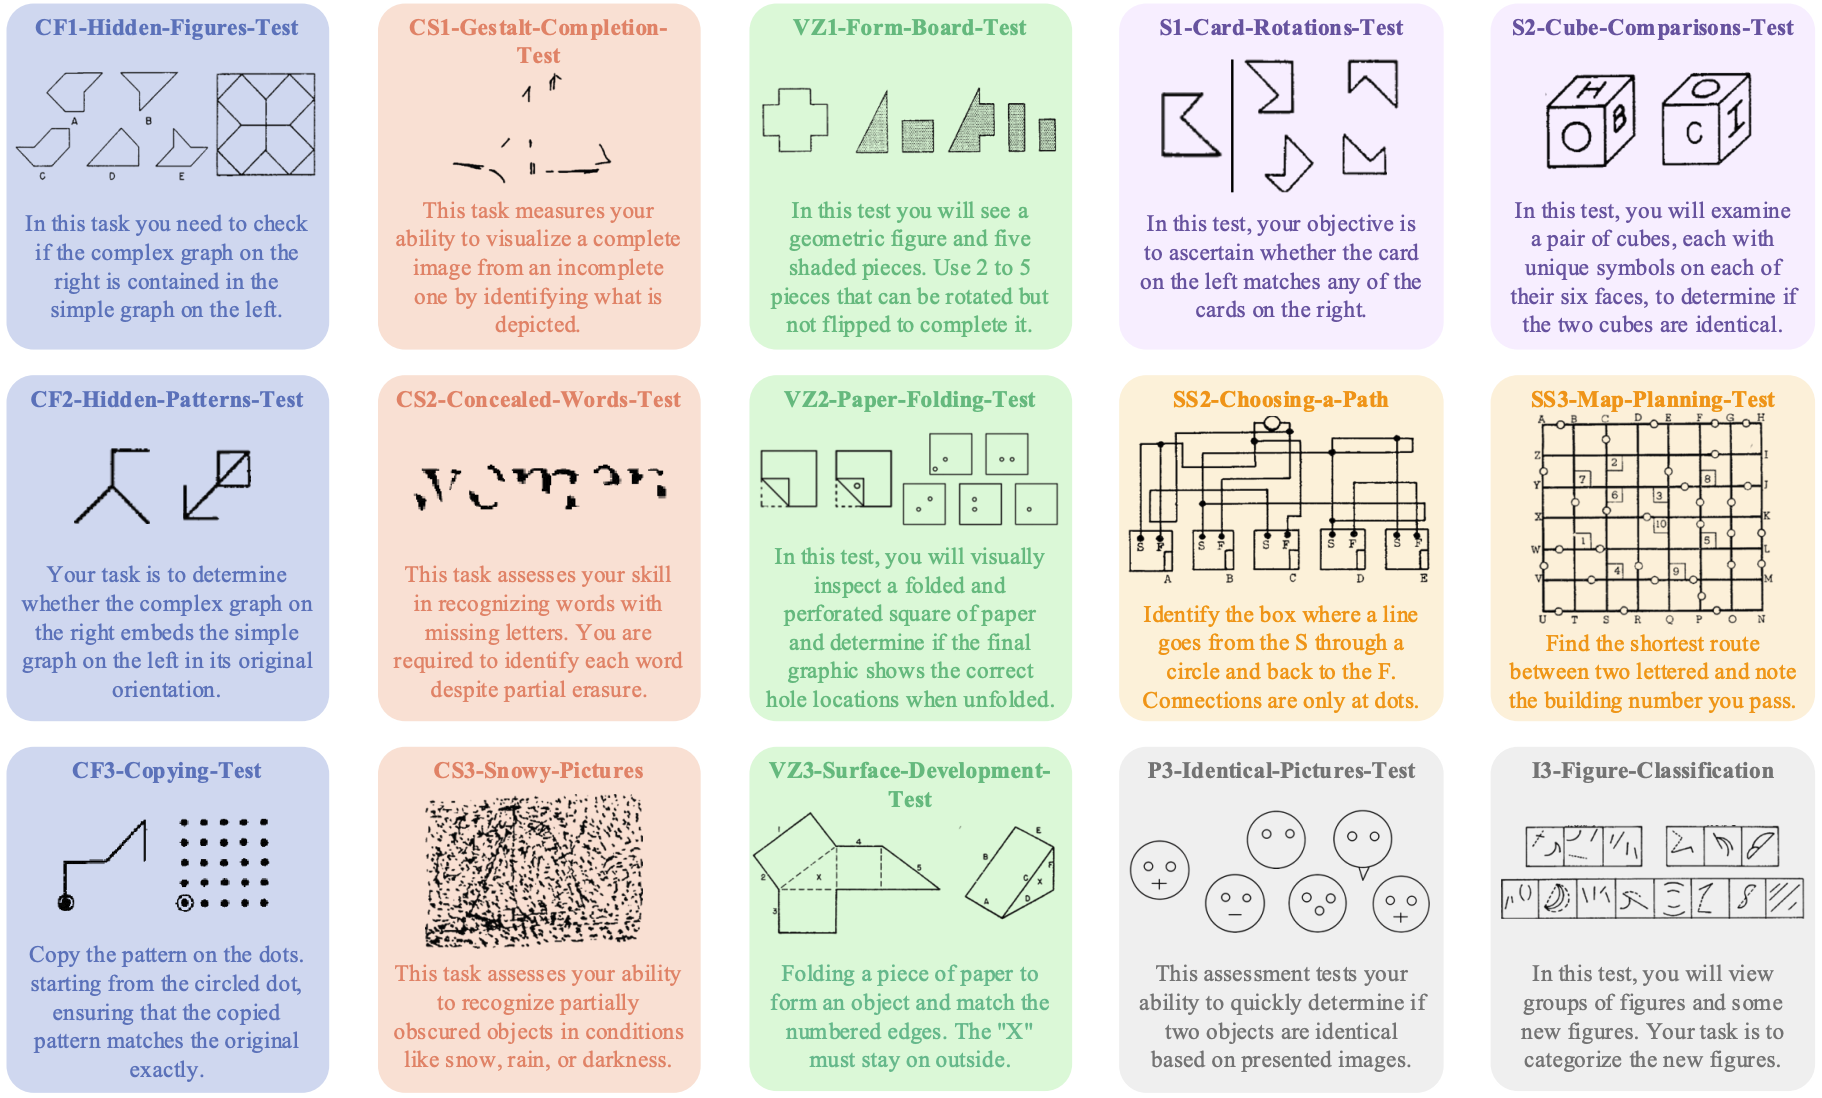 CF1-Hidden-Figures-Test
A
B
C
D
E
In this task you need to check
if the complex graph on the
right is contained in the
simple graph on the left.
CS1-Gestalt-Completion-
Test
This task measures your
ability to visualize a complete
image from an incomplete
one by identifying what is
depicted.
VZ1-Form-Board-Test
In this test you will see a
geometric figure and five
shaded pieces. Use 2 to 5
pieces that can be rotated but
not flipped to complete it.
S1-Card-Rotations-Test
In this test, your objective is
to ascertain whether the card
on the left matches any of the
cards on the right.
S2-Cube-Comparisons-Test
H
O
B
O
C
I
In this test, you will examine
a pair of cubes, each with
unique symbols on each of
their six faces, to determine if
the two cubes are identical.
CF2-Hidden-Patterns-Test
Your task is to determine
whether the complex graph on
the right embeds the simple
graph on the left in its original
orientation.
CS2-Concealed-Words-Test
women
This task assesses your skill
in recognizing words with
missing letters. You are
required to identify each word
despite partial erasure.
VZ2-Paper-Folding-Test
In this test, you will visually
inspect a folded and
perforated square of paper
and determine if the final
graphic shows the correct
hole locations when unfolded.
SS2-Choosing-a-Path
S F S F S F S F S F
A B C D E
Identify the box where a line
goes from the S through a
circle and back to the F.
Connections are only at dots.
SS3-Map-Planning-Test
A B C D E F G H
Z I
2
7 8
Y J
6 3
X K
10
1 5
W L
4 9
V M
U T S R Q P O N
Find the shortest route
between two lettered and note
the building number you pass.
CF3-Copying-Test
Copy the pattern on the dots.
starting from the circled dot,
ensuring that the copied
pattern matches the original
exactly.
CS3-Snowy-Pictures
This task assesses your ability
to recognize partially
obscured objects in conditions
like snow, rain, or darkness.
VZ3-Surface-Development-
Test
1
4
2 X 5
3
E
B
F
C X
A D
Folding a piece of paper to
form an object and match the
numbered edges. The "X"
must stay on outside.
P3-Identical-Pictures-Test
This assessment tests your
ability to quickly determine if
two objects are identical
based on presented images.
I3-Figure-Classification
In this test, you will view
groups of figures and some
new figures. Your task is to
categorize the new figures.